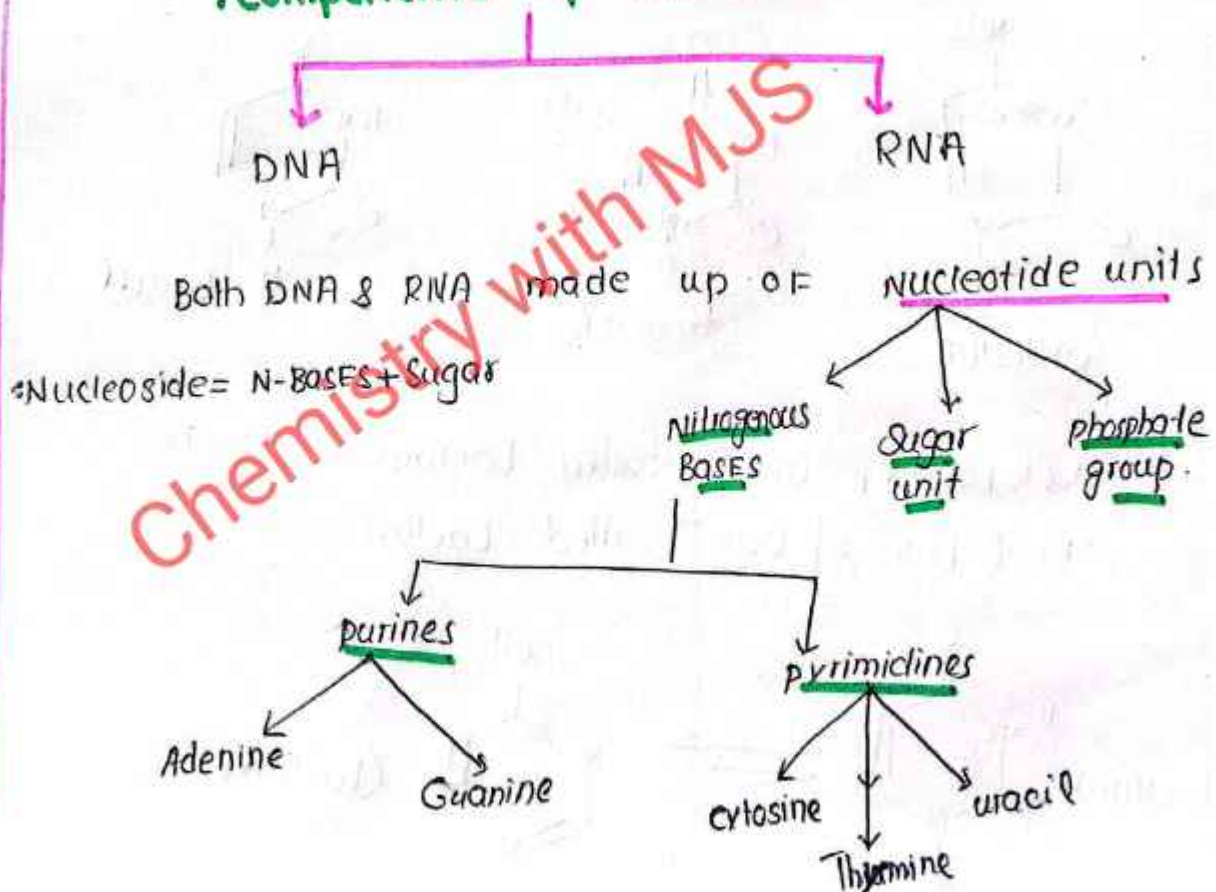 DNA
RNA
Both DNA & RNA made up of Nucleotide units
Nucleoside = N-BasEs + Sugar
Nitrogenous BasEs
Sugar unit
phosphate group.
purines
pyrimidines
Adenine
Guanine
cytosine
Thymine
uracil
Chemistry with MJS